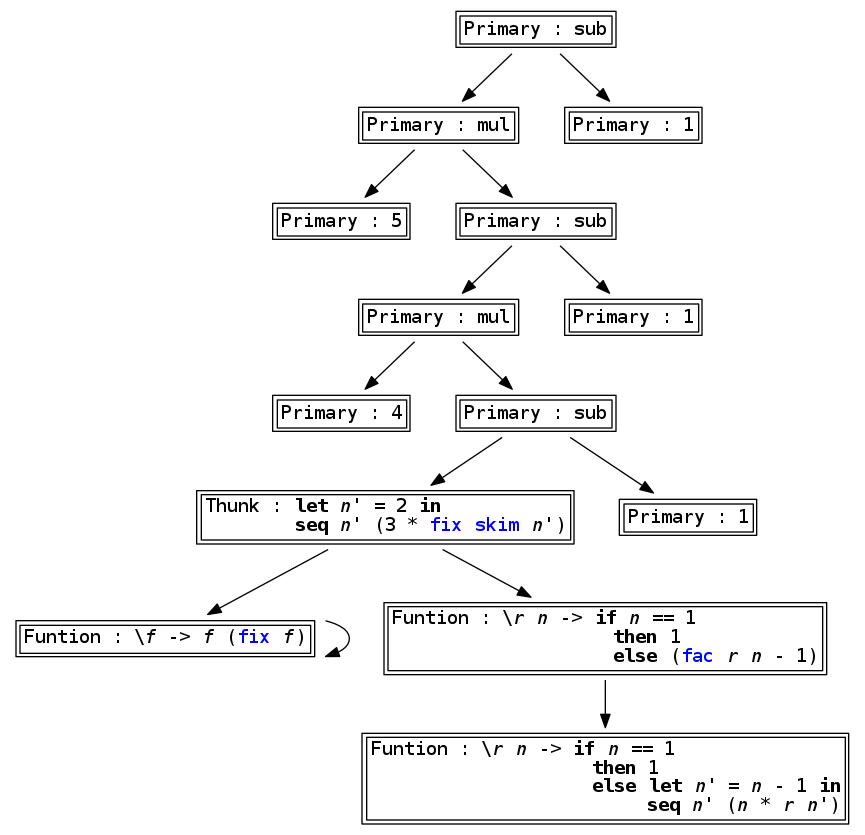 Primary : sub
Primary : mul
Primary : 1
Primary : 5
Primary : sub
Primary : mul
Primary : 1
Primary : 4
Primary : sub
Thunk : let n' = 2 in
seq n' (3 * fix skim n')
Primary : 1
Funtion : \f -> f (fix f)
Funtion : \r n -> if n == 1
then 1
else (fac r n - 1)
Funtion : \r n -> if n == 1
then 1
else let n' = n - 1 in
seq n' (n * r n')